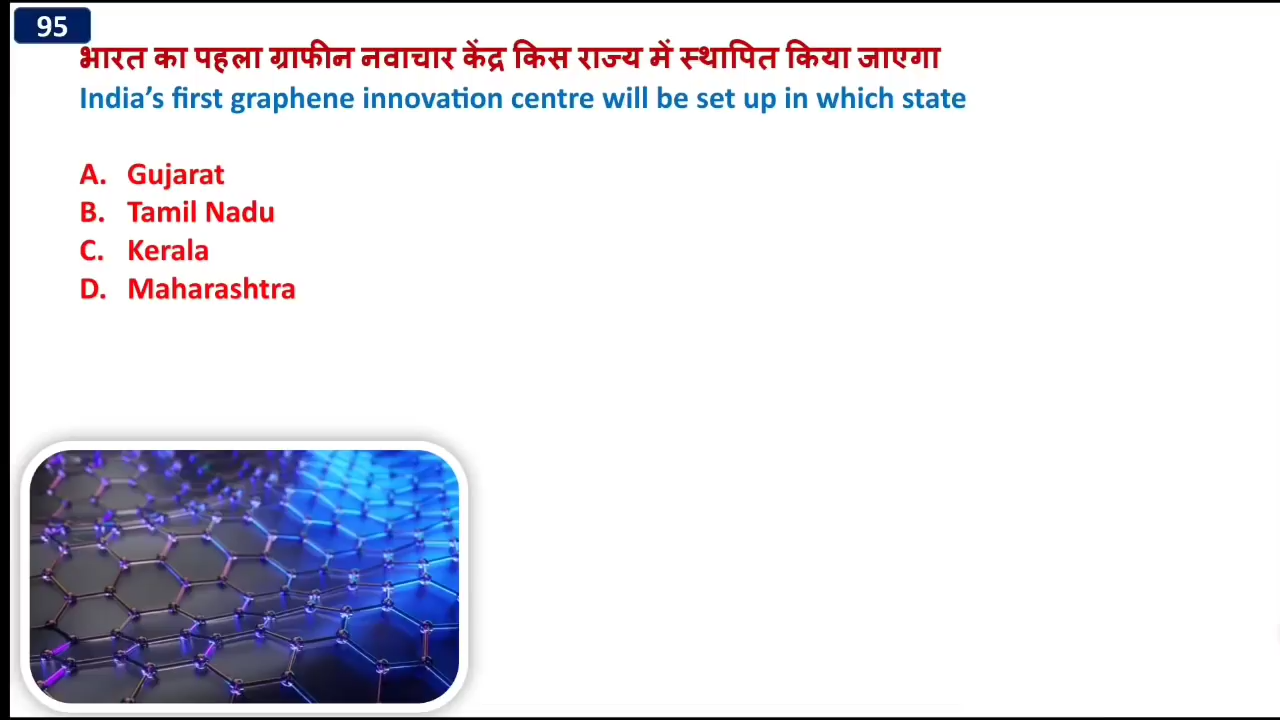 95
भारत का पहला ग्राफीन नवाचार केंद्र किस राज्य में स्थापित किया जाएगा
India’s first graphene innovation centre will be set up in which state
A. Gujarat
B. Tamil Nadu
C. Kerala
D. Maharashtra